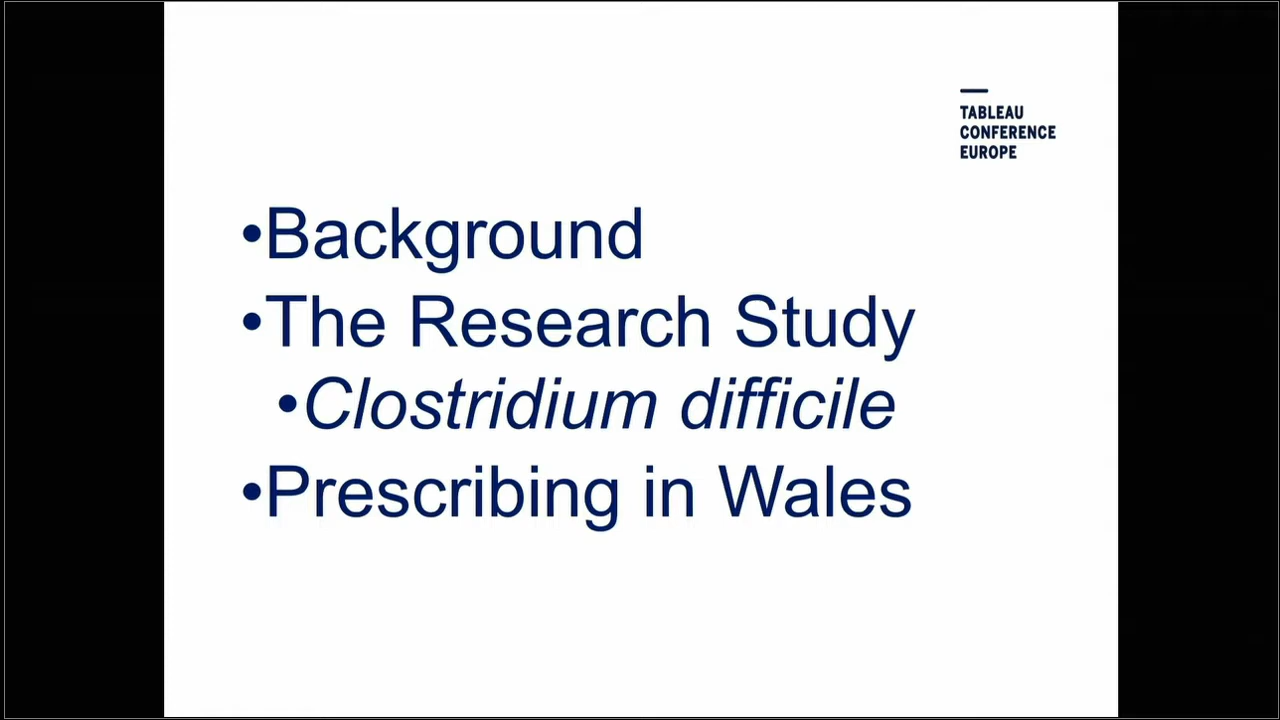 TABLEAU
CONFERENCE
EUROPE
•Background
•The Research Study
•Clostridium difficile
•Prescribing in Wales